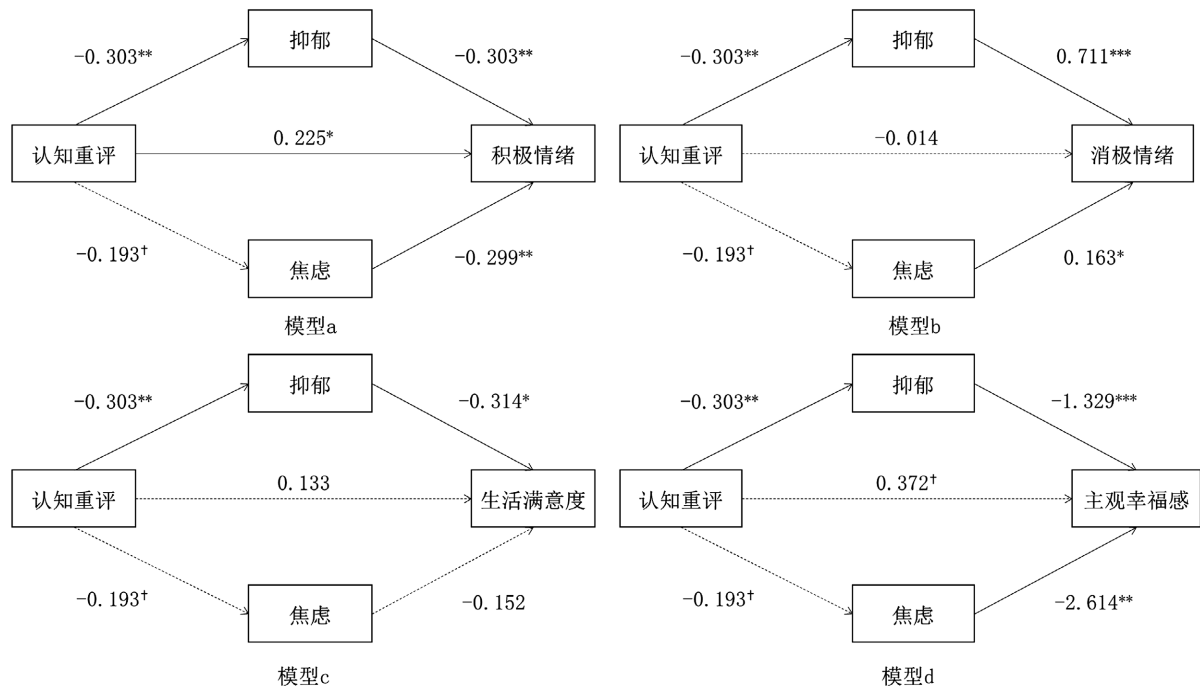 抑郁
-0.303**
-0.303**
认知重评
0.225*
积极情绪
-0.193†
焦虑
-0.299**
模型a
抑郁
-0.303**
0.711***
认知重评
-0.014
消极情绪
-0.193†
焦虑
0.163*
模型b
抑郁
-0.303**
-0.314*
认知重评
0.133
生活满意度
-0.193†
焦虑
-0.152
模型c
抑郁
-0.303**
-1.329***
认知重评
0.372†
主观幸福感
-0.193†
焦虑
-2.614**
模型d